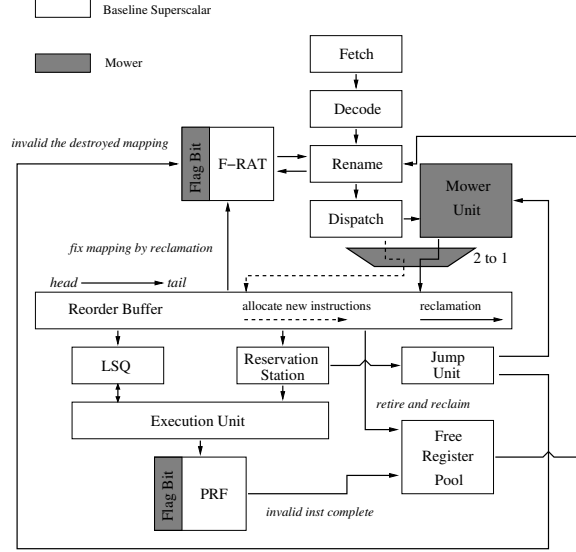 Baseline Superscalar
Mower
Fetch
Decode
invalid the destroyed mapping
Flag Bit
F−RAT
Rename
Mower
Unit
Dispatch
fix mapping by reclamation
2 to 1
head
tail
Reorder Buffer
allocate new instructions
reclamation
LSQ
Reservation
Station
Jump
Unit
retire and reclaim
Execution Unit
Free
Register
Pool
Flag Bit
PRF
invalid inst complete